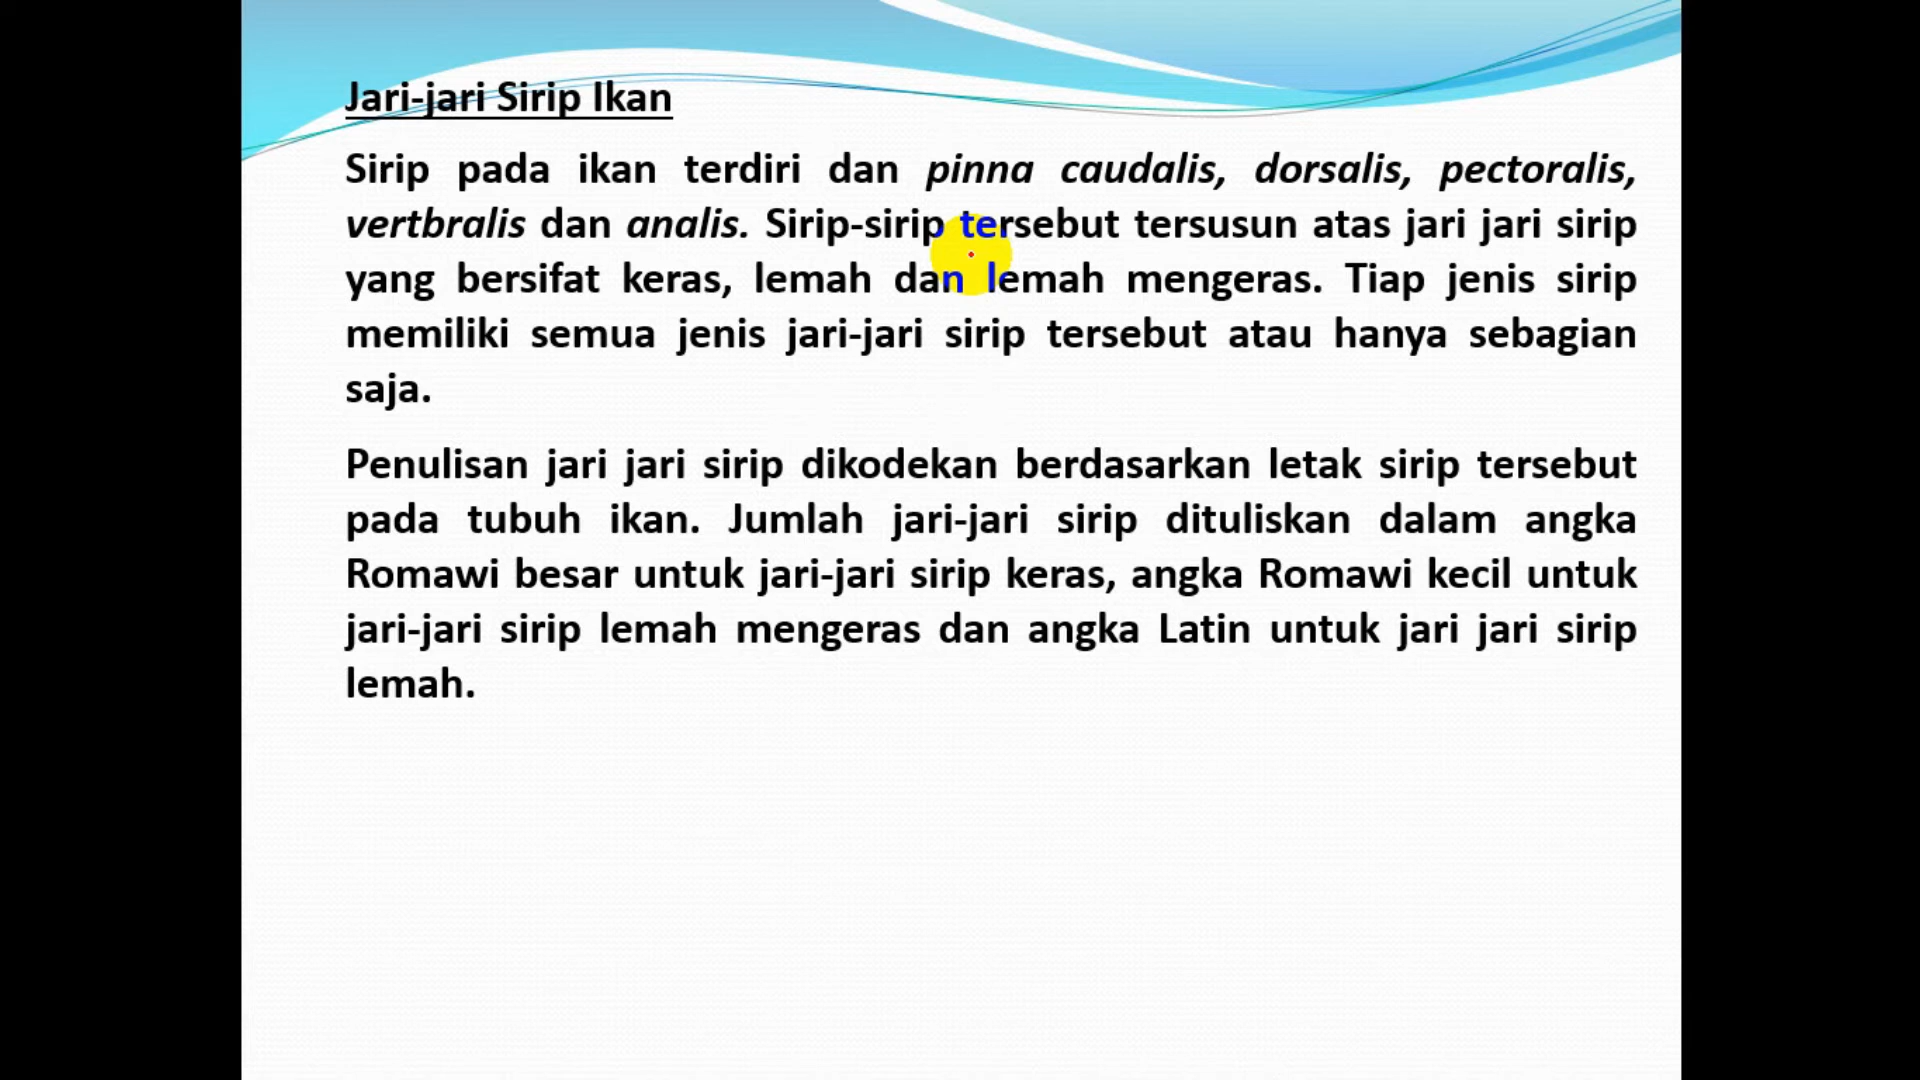 Jari-jari Sirip Ikan
Sirip pada ikan terdiri dan pinna caudalis, dorsalis, pectoralis,
vertbralis dan analis. Sirip-sirip tersebut tersusun atas jari jari sirip
yang bersifat keras, lemah dan lemah mengeras. Tiap jenis sirip
memiliki semua jenis jari-jari sirip tersebut atau hanya sebagian
saja.
Penulisan jari jari sirip dikodekan berdasarkan letak sirip tersebut
pada tubuh ikan. Jumlah jari-jari sirip dituliskan dalam angka
Romawi besar untuk jari-jari sirip keras, angka Romawi kecil untuk
jari-jari sirip lemah mengeras dan angka Latin untuk jari jari sirip
lemah.